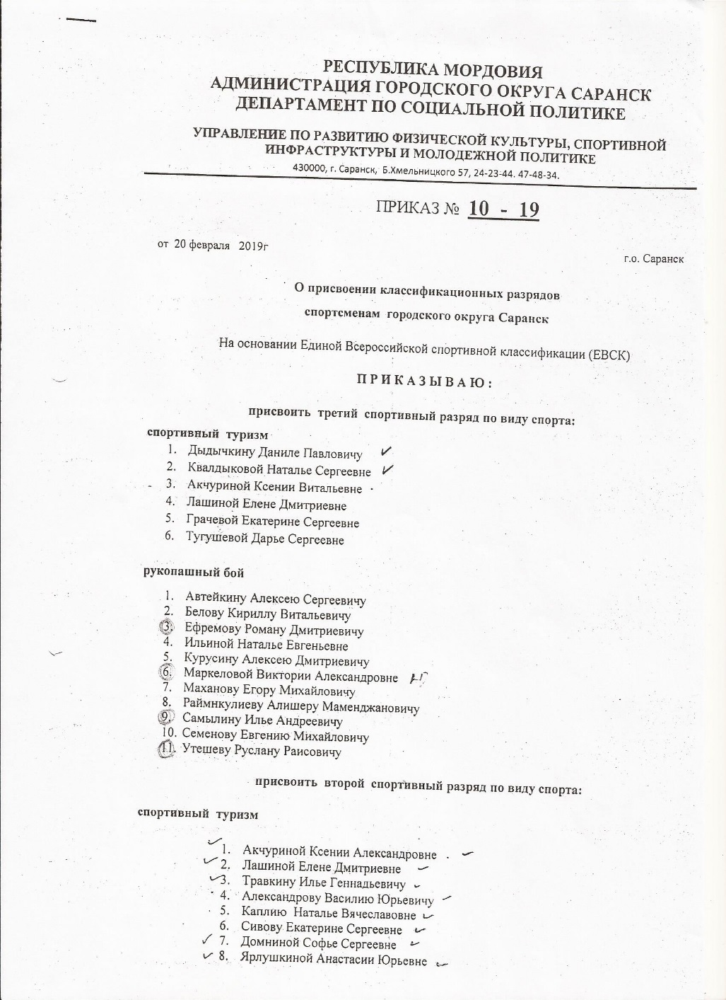 РЕСПУБЛИКА МОРДОВИЯ
АДМИНИСТРАЦИЯ ГОРОДСКОГО ОКРУГА САРАНСК
ДЕПАРТАМЕНТ ПО СОЦИАЛЬНОЙ ПОЛИТИКЕ
УПРАВЛЕНИЕ ПО РАЗВИТИЮ ФИЗИЧЕСКОЙ КУЛЬТУРЫ, СПОРТИВНОЙ
ИНФРАСТРУКТУРЫ И МОЛОДЕЖНОЙ ПОЛИТИКЕ
430000, г. Саранск, Б.Хмельницкого 57, 24-23-44. 47-48-34.
ПРИКАЗ № 10 - 19
от 20 февраля 2019г
г.о. Саранск
О присвоении классификационных разрядов
спортсменам городского округа Саранск
На основании Единой Всероссийской спортивной классификации (ЕВСК)
П Р И К А З Ы В А Ю :
присвоить третий спортивный разряд по виду спорта:
спортивный туризм
1. Дыдычкину Даниле Павловичу
2. Квалдыковой Наталье Сергеевне
3. Акчуриной Ксении Витальевне
4. Лашиной Елене Дмитриевне
5. Грачевой Екатерине Сергеевне
6. Тугушевой Дарье Сергеевне
рукопашный бой
1. Автейкину Алексею Сергеевичу
2. Белову Кириллу Витальевичу
3. Ефремову Роману Дмитриевичу
4. Ильиной Наталье Евгеньевне
5. Курусину Алексею Дмитриевичу
6. Маркеловой Виктории Александровне
7. Маханову Егору Михайловичу
8. Раймнкулиеву Алишеру Маменджановичу
9. Самылину Илье Андреевичу
10. Семенову Евгению Михайловичу
11. Утешеву Руслану Раисовичу
присвоить второй спортивный разряд по виду спорта:
спортивный туризм
1. Акчуриной Ксении Александровне
2. Лашиной Елене Дмитриевне
3. Травкину Илье Геннадьевичу
4. Александрову Василию Юрьевичу
5. Каплию Наталье Вячеславовне
6. Сивову Екатерине Сергеевне
7. Домниной Софье Сергеевне
8. Ярлушкиной Анастасии Юрьевне